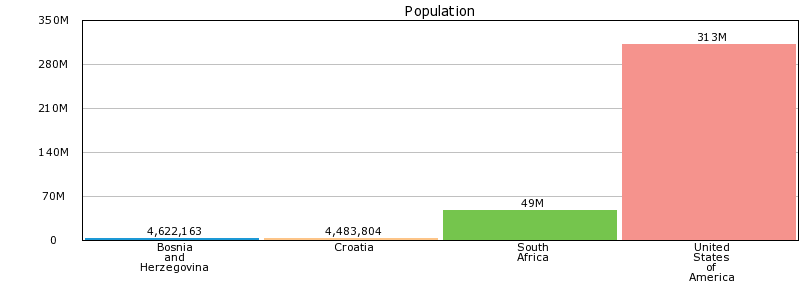 Population
350M
280M
210M
140M
70M
0
4,622,163
4,483,804
49M
313M
Bosnia
and
Herzegovina
Croatia
South
Africa
United
States
of
America